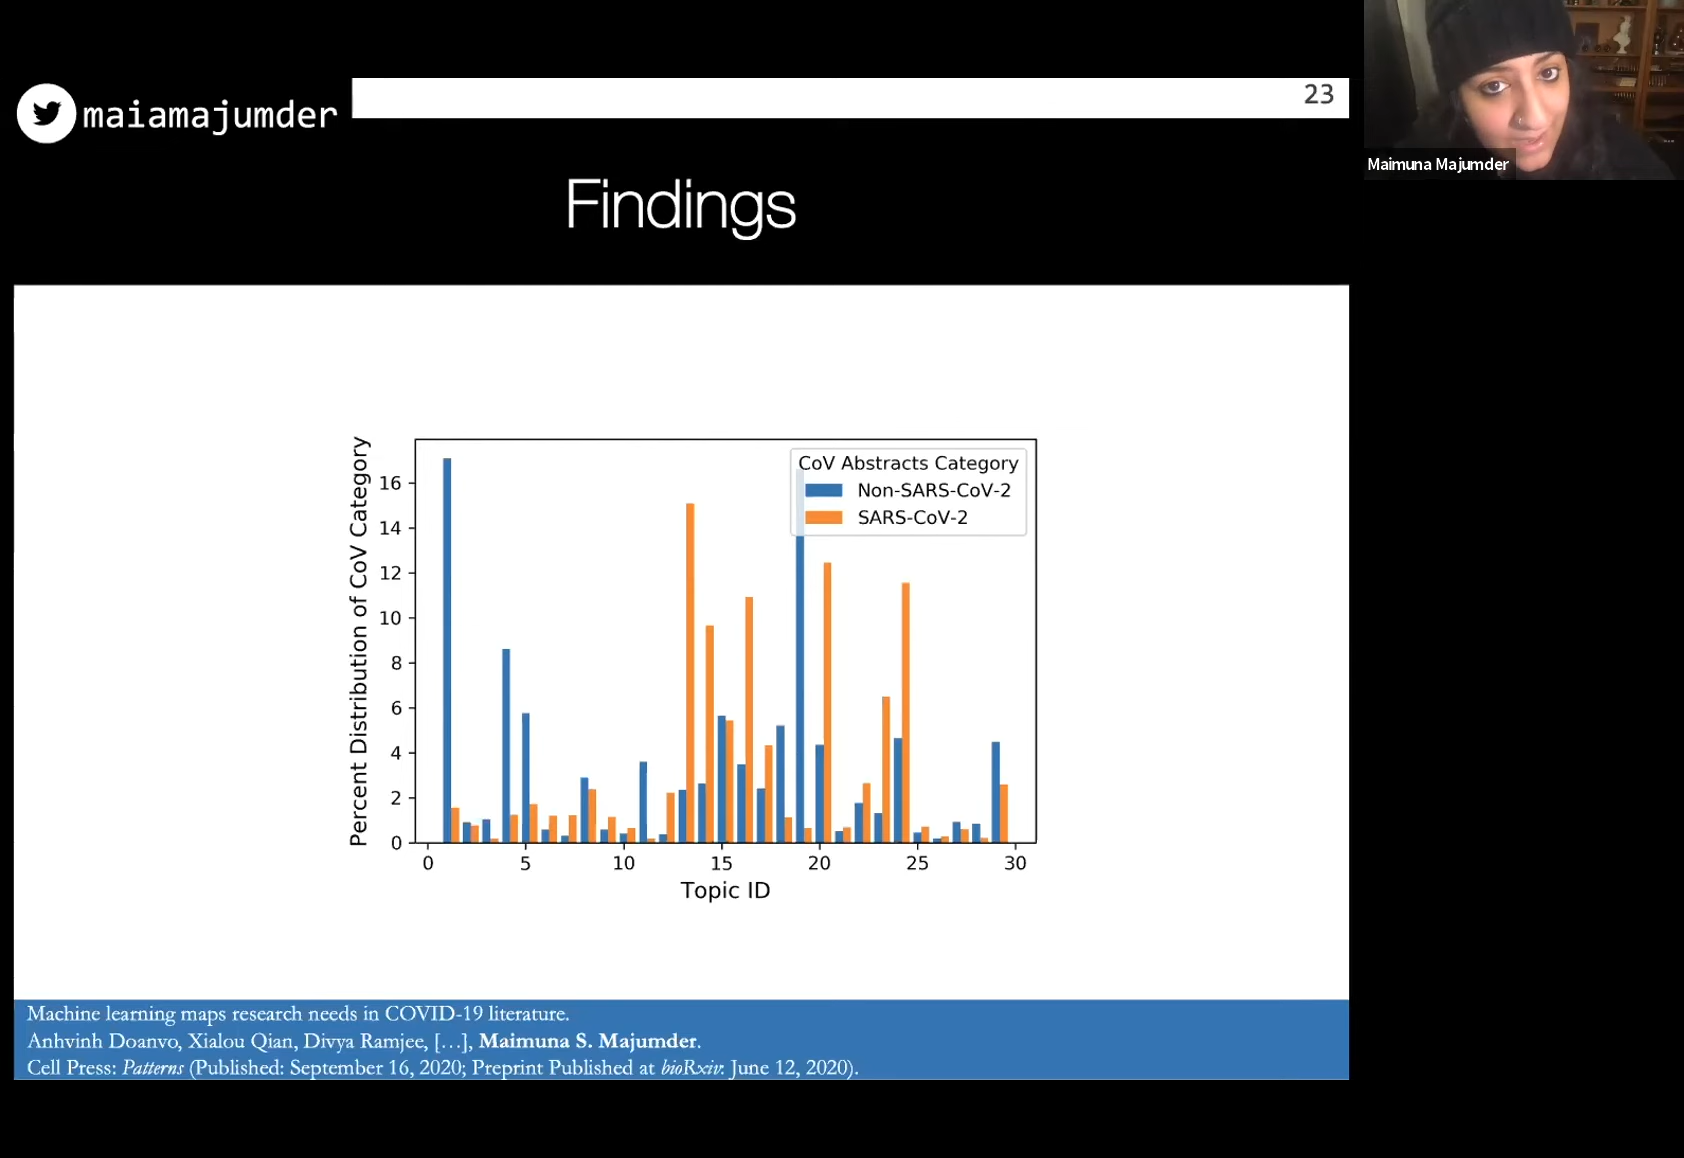 maiamajumder
23
Maimuna Majumder
Findings
Percent Distribution of CoV Category
16
14
12
10
8
6
4
2
0
CoV Abstracts Category
Non-SARS-CoV-2
SARS-CoV-2
0 5 10 15 20 25 30
Topic ID
Machine learning maps research needs in COVID-19 literature.
Anhvinh Doanvo, Xialou Qian, Divya Ramjee, […], Maimuna S. Majumder.
Cell Press: Patterns (Published: September 16, 2020; Preprint Published at bioRxiv: June 12, 2020).